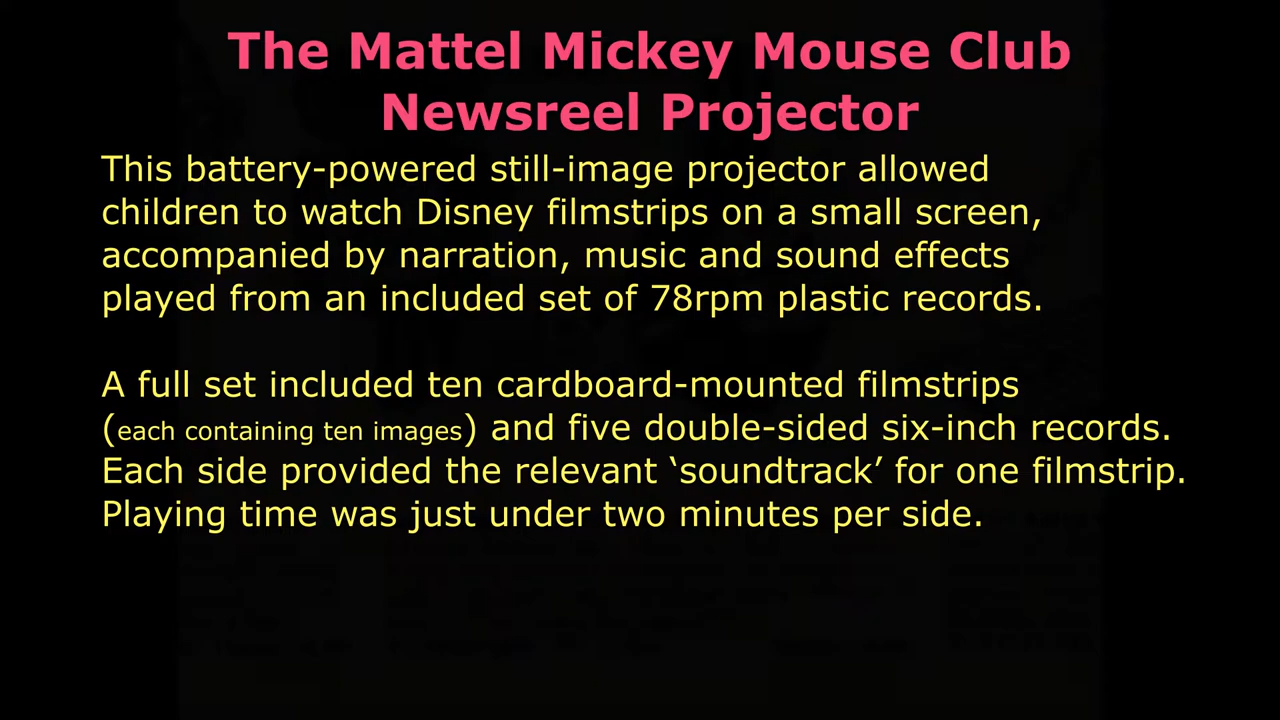 The Mattel Mickey Mouse Club
Newsreel Projector
This battery-powered still-image projector allowed
children to watch Disney filmstrips on a small screen,
accompanied by narration, music and sound effects
played from an included set of 78rpm plastic records.
A full set included ten cardboard-mounted filmstrips
(each containing ten images) and five double-sided six-inch records.
Each side provided the relevant ‘soundtrack’ for one filmstrip.
Playing time was just under two minutes per side.